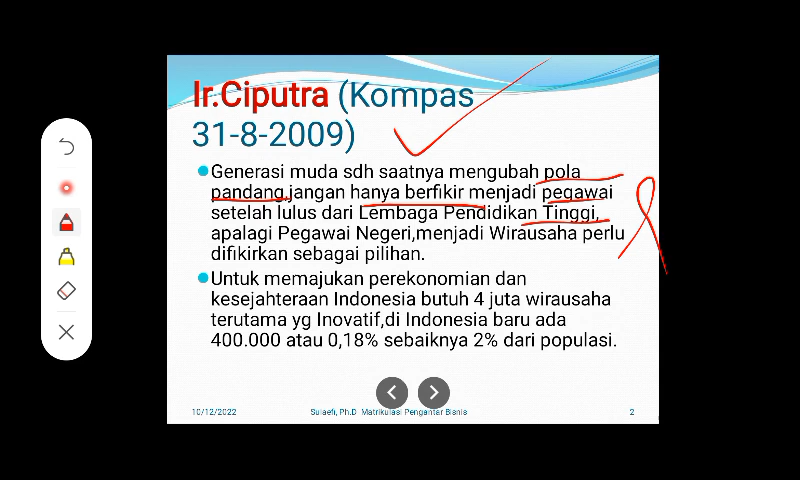 Ir.Ciputra (Kompas
31-8-2009)
Generasi muda sdh saatnya mengubah pola
pandang,jangan hanya berfikir menjadi pegawai
setelah lulus dari Lembaga Pendidikan Tinggi,
apalagi Pegawai Negeri,menjadi Wirausaha perlu
difikirkan sebagai pilihan.
Untuk memajukan perekonomian dan
kesejahteraan Indonesia butuh 4 juta wirausaha
terutama yg Inovatif,di Indonesia baru ada
400.000 atau 0,18% sebaiknya 2% dari populasi.
10/12/2022 Sulaefi, Ph.D Matrikulasi Pengantar Bisnis 2